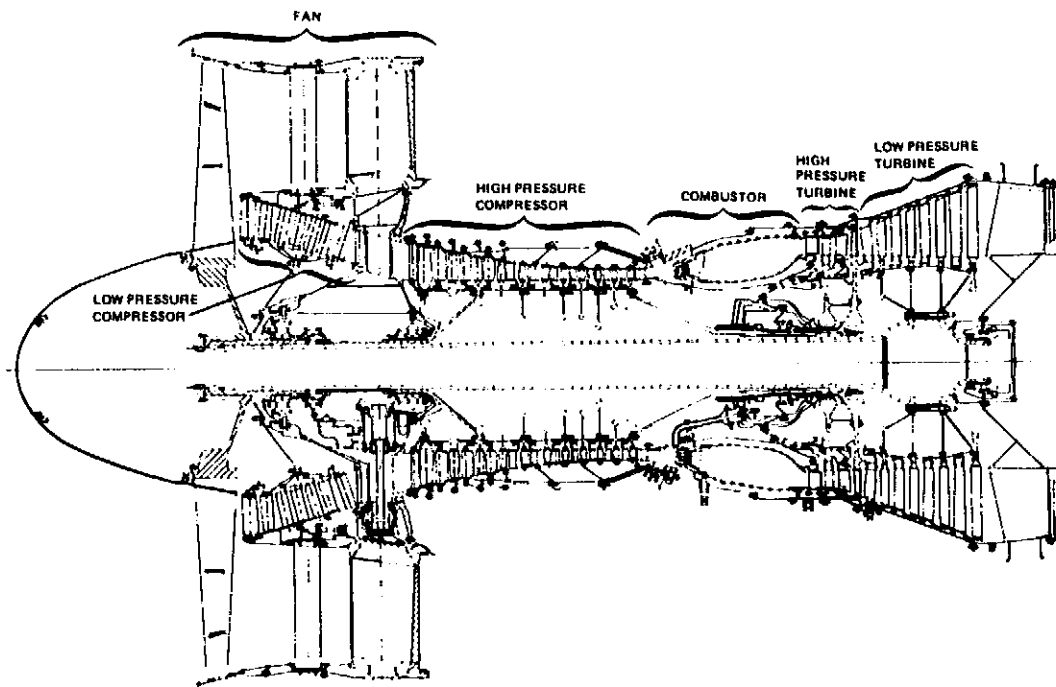 FAN
LOW PRESSURE
TURBINE
HIGH
PRESSURE
TURBINE
HIGH PRESSURE
COMPRESSOR
COMBUSTOR
LOW PRESSURE
COMPRESSOR